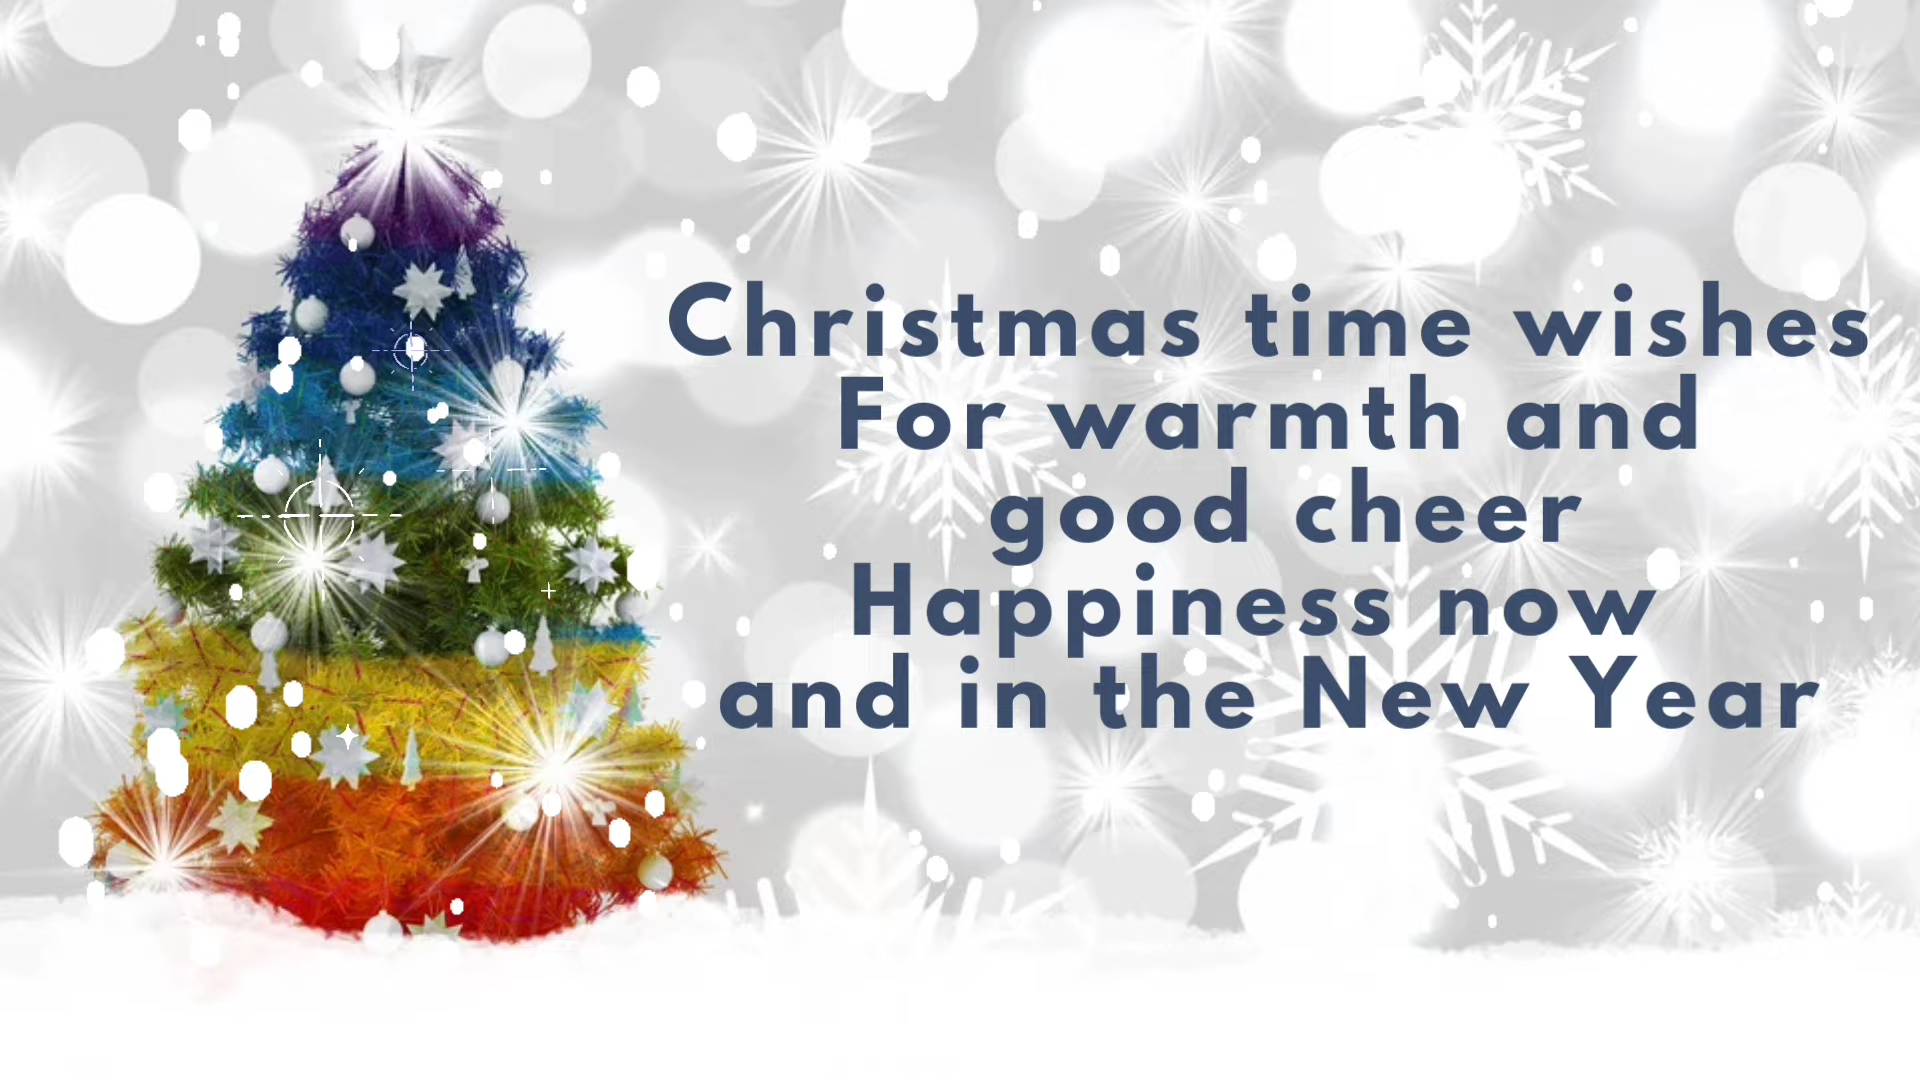 Christmas time wishes
For warmth and
good cheer
Happiness now
and in the New Year